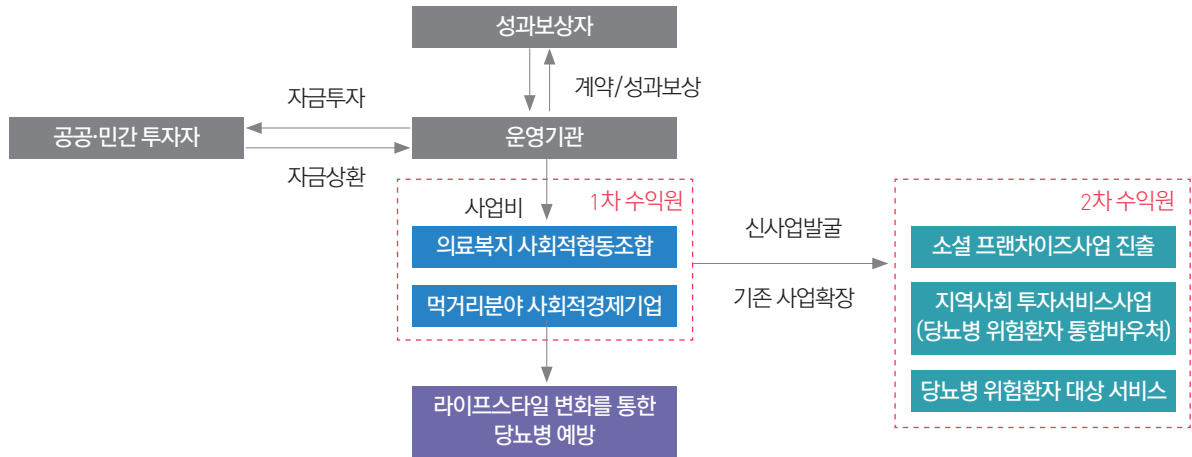 성과보상자
계약/성과보상
자금투자
공공·민간 투자자
운영기관
자금상환
사업비
1차 수익원
2차 수익원
의료복지 사회적협동조합
신사업발굴
소셜 프랜차이즈사업 진출
먹거리분야 사회적경제기업
기존 사업확장
지역사회 투자서비스사업
(당뇨병 위험환자 통합바우처)
당뇨병 위험환자 대상 서비스
라이프스타일 변화를 통한
당뇨병 예방